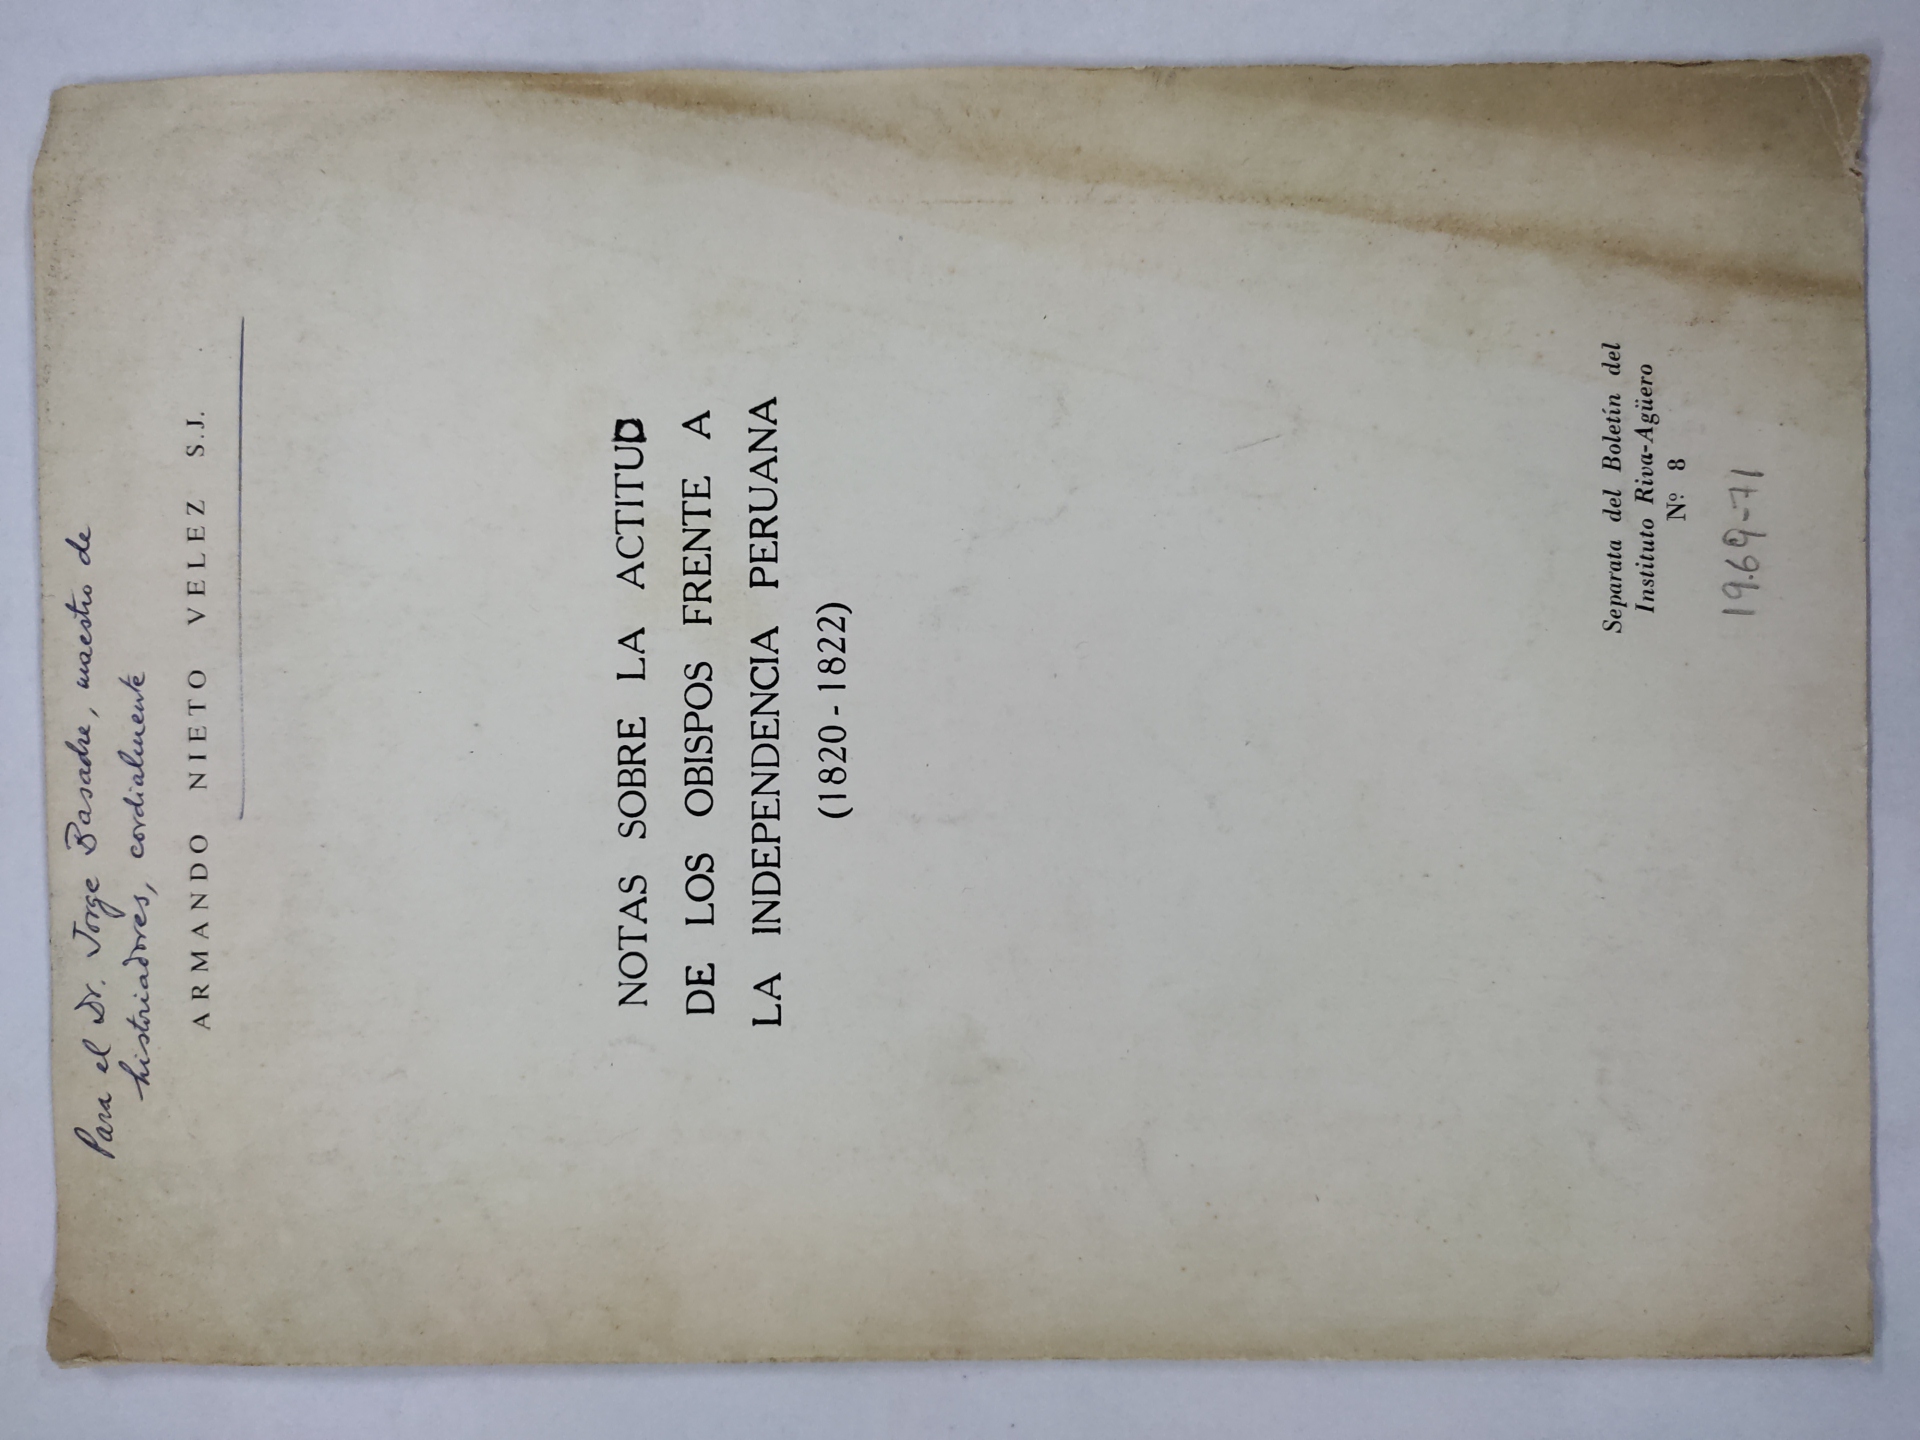 Para el Dr. Jorge Basadre, maestro de
historiadores, cordialmente
ARMANDO NIETO VELEZ S.J.
NOTAS SOBRE LA ACTITUD
DE LOS OBISPOS FRENTE A
LA INDEPENDENCIA PERUANA
(1820-1822)
Separata del Boletín del
Instituto Riva-Agüero
Nº 8
1969-71